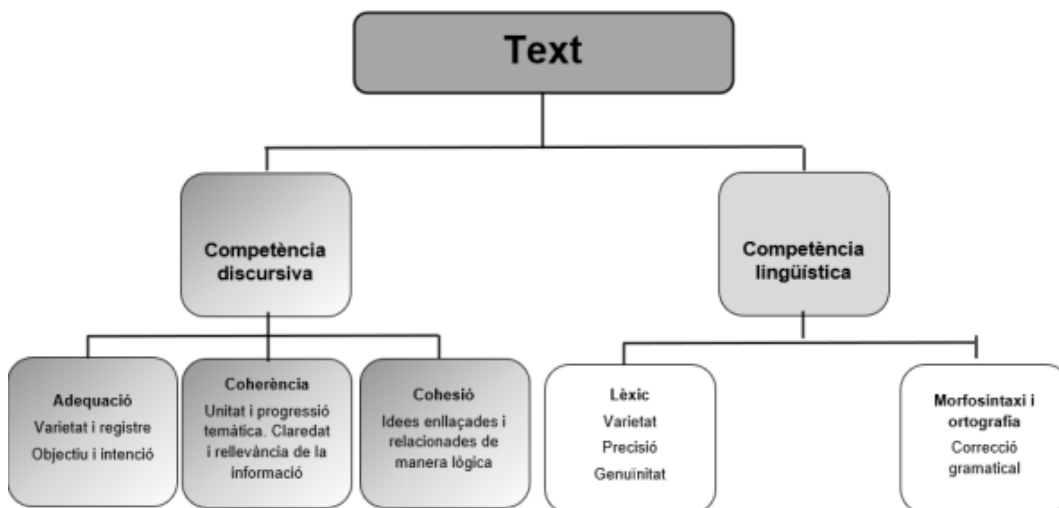 Text
Competència
discursiva
Competència
lingüística
Adequació
Varietat i registre
Objectiu i intenció
Coherència
Unitat i progressió
temàtica. Claredat
i rellevància de la
informació
Cohesió
Idees enllaçades i
relacionades de
manera lògica
Lèxic
Varietat
Precisió
Genuïnitat
Morfosintaxi i
ortografia
Correcció
gramatical